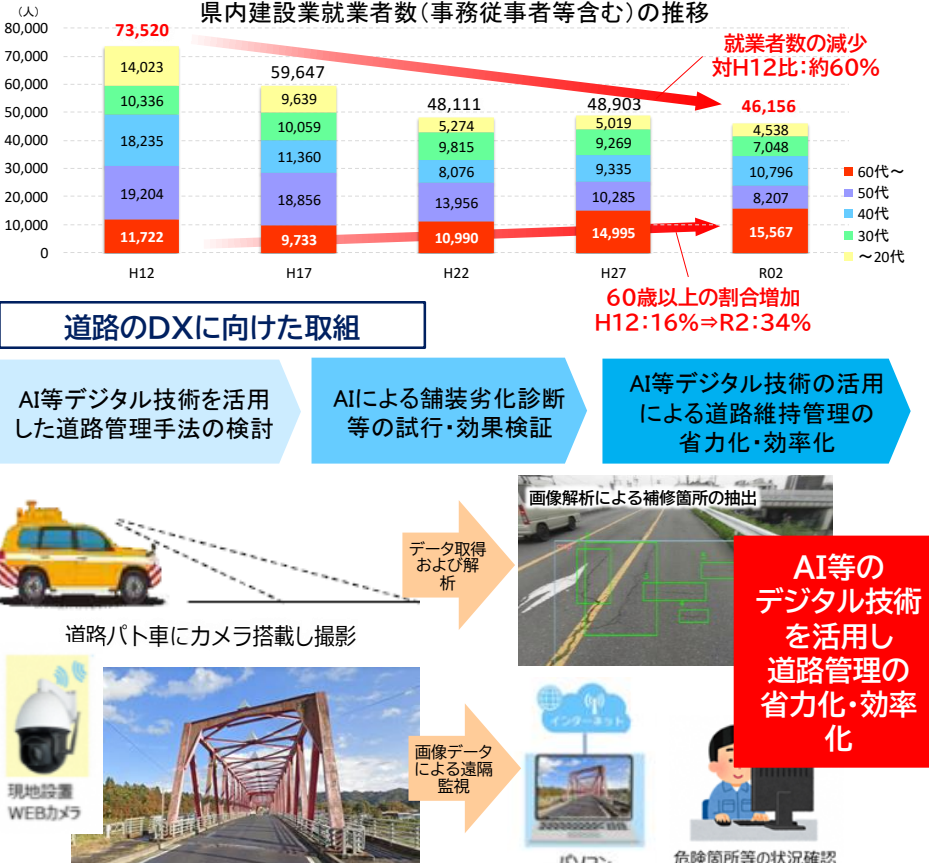 県内建設業就業者数(事務従事者等含む)の推移
(人)
80,000
70,000
60,000
50,000
40,000
30,000
20,000
10,000
0
73,520
14,023
10,336
18,235
19,204
11,722
H12
59,647
9,639
10,059
11,360
18,856
9,733
H17
48,111
5,274
9,815
8,076
13,956
10,990
H22
48,903
5,019
9,269
9,335
10,285
14,995
H27
46,156
4,538
7,048
10,796
8,207
15,567
R02
就業者数の減少
対H12比:約60%
60代~
50代
40代
30代
~20代
60歳以上の割合増加
H12:16%⇒R2:34%
道路のDXに向けた取組
AI等デジタル技術を活用
した道路管理手法の検討
AIによる舗装劣化診断
等の試行・効果検証
AI等デジタル技術の活用
による道路維持管理の
省力化・効率化
道路パト車にカメラ搭載し撮影
データ取得
および解
析
画像解析による補修箇所の抽出
AI等の
デジタル技術
を活用し
道路管理の
省力化・効率
化
現地設置
WEBカメラ
画像データ
による遠隔
監視
インターネット
パソコン
危険箇所等の状況確認